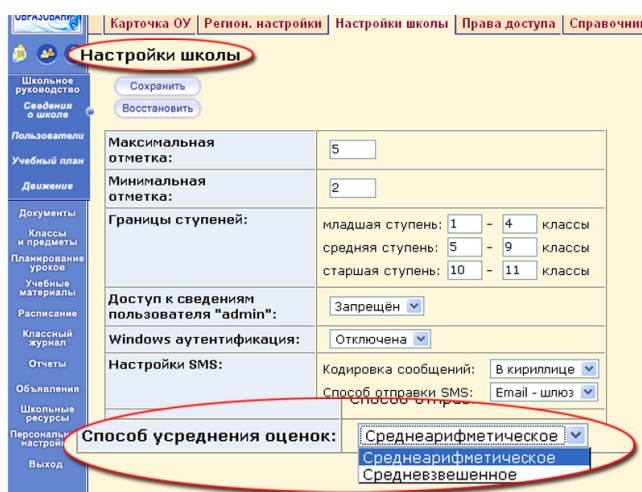 ОБРАЗОВАНИЯ
Карточка ОУ Регион. настройки Настройки школы Права доступа
Настройки школы
Школьное
руководство
Сведения
о школе
Пользователи
Учебный план
Движение
Документы
Классы
и предметы
Планирование
уроков
Учебные
материалы
Расписание
Классный
журнал
Отчеты
Объявления
Школьные
ресурсы
Выход
Сохранить
Восстановить
Максимальная
отметка:
5
Минимальная
отметка:
2
Границы ступеней:
младшая ступень: 1 - 4 классы
средняя ступень: 5 - 9 классы
старшая ступень: 10 - 11 классы
Доступ к сведениям
пользователя "admin":
Запрещён
Windows аутентификация:
Отключена
Настройки SMS:
Кодировка сообщений: В кириллице
Способ отправки SMS: Email - шлюз
Способ усреднения оценок: Среднеарифметическое
Среднеарифметическое
Средневзвешенное